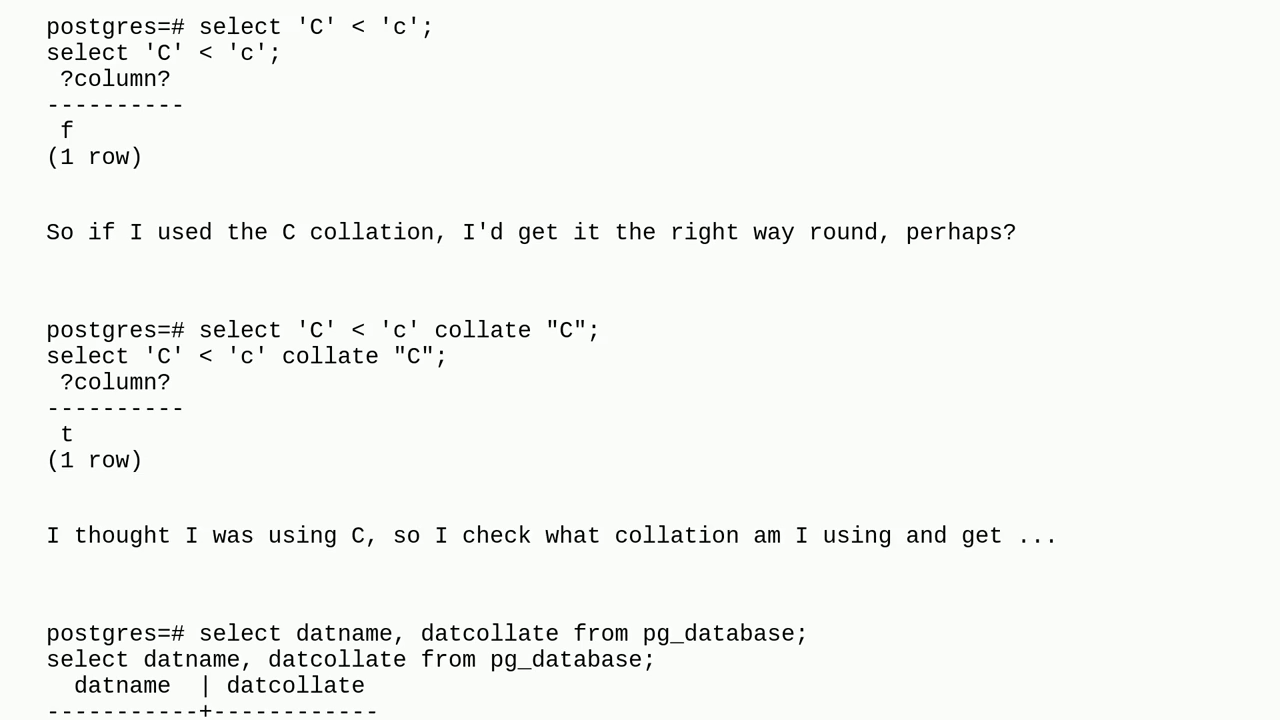 postgres=# select 'C' < 'c';
select 'C' < 'c';
 ?column?
----------
 f
(1 row)
So if I used the C collation, I'd get it the right way round, perhaps?
postgres=# select 'C' < 'c' collate "C";
select 'C' < 'c' collate "C";
 ?column?
----------
 t
(1 row)
I thought I was using C, so I check what collation am I using and get ...
postgres=# select datname, datcollate from pg_database;
select datname, datcollate from pg_database;
  datname  | datcollate
-----------+------------